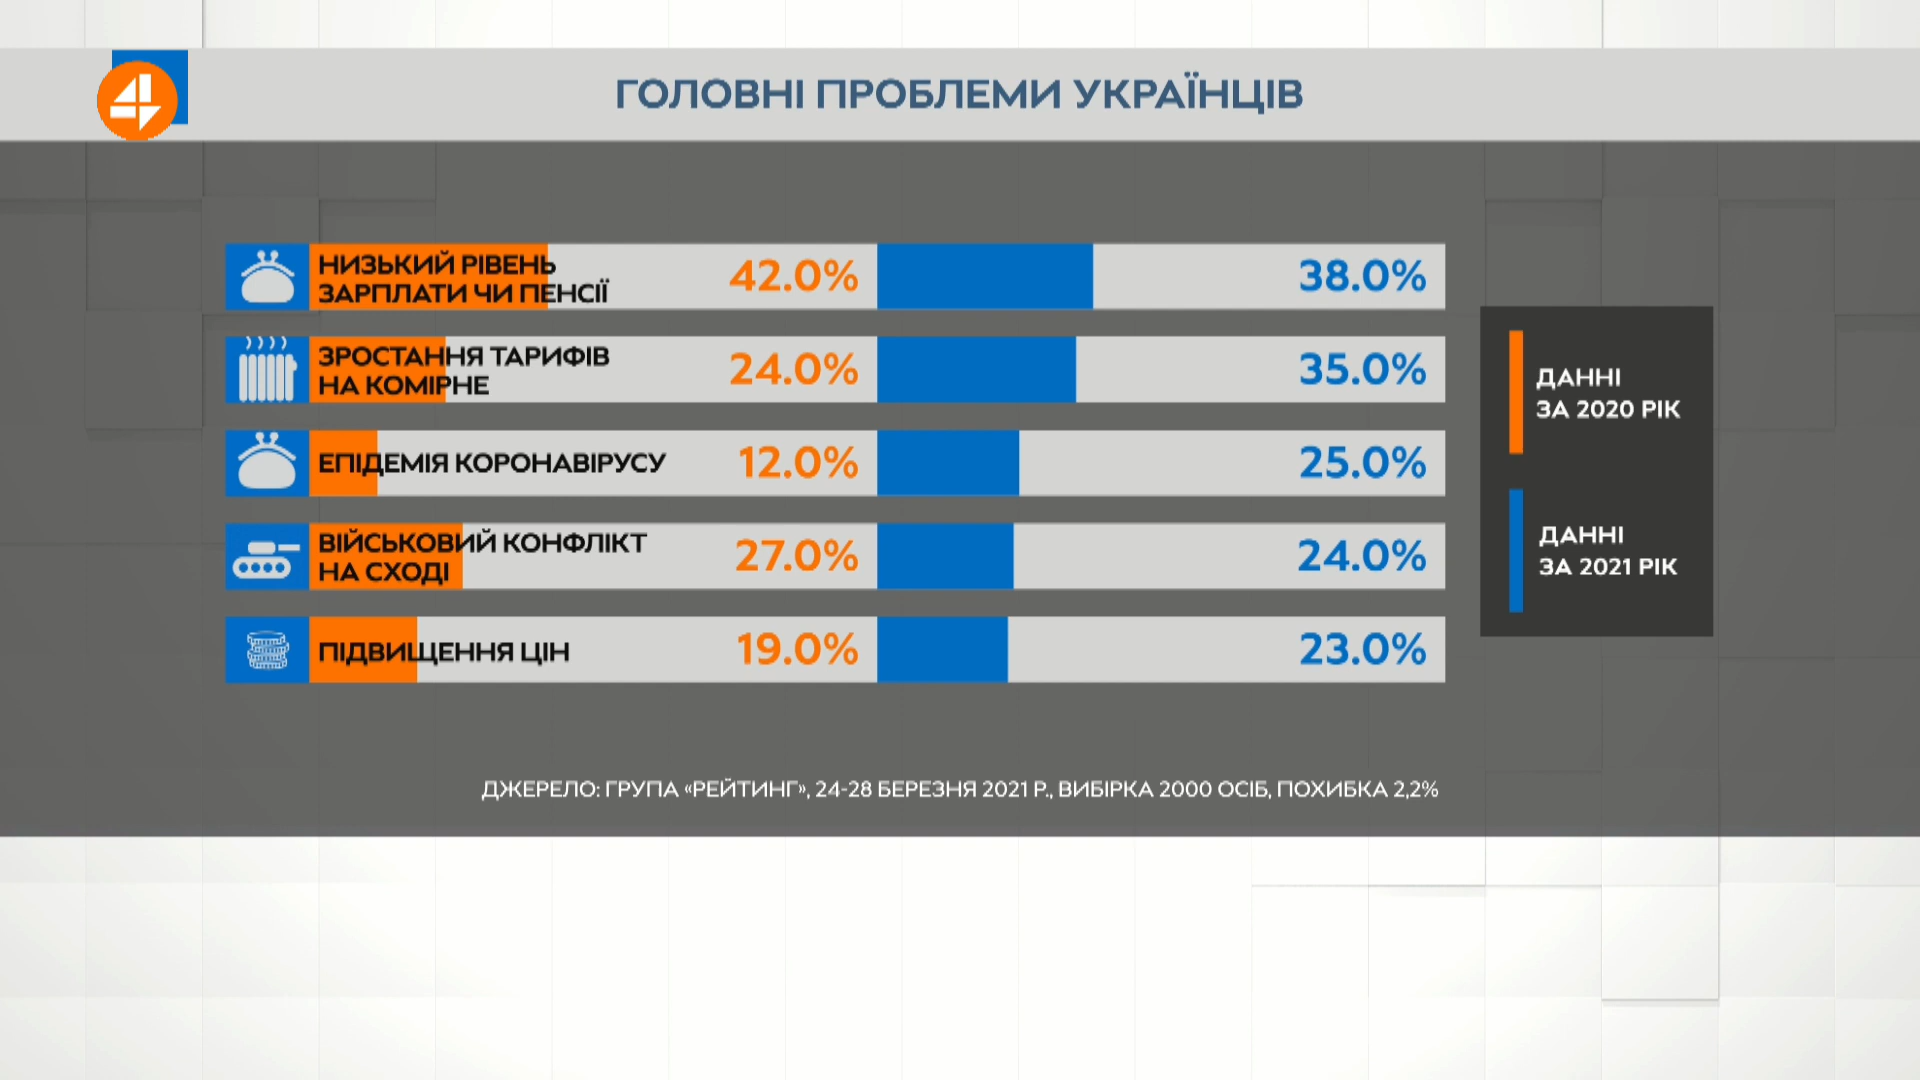 4
ГОЛОВНІ ПРОБЛЕМИ УКРАЇНЦІВ
НИЗЬКИЙ РІВЕНЬ
ЗАРПЛАТИ ЧИ ПЕНСІЇ
42.0%
38.0%
ЗРОСТАННЯ ТАРИФІВ
НА КОМІРНЕ
24.0%
35.0%
ЕПІДЕМІЯ КОРОНАВІРУСУ
12.0%
25.0%
ВІЙСЬКОВИЙ КОНФЛІКТ
НА СХОДІ
27.0%
24.0%
ПІДВИЩЕННЯ ЦІН
19.0%
23.0%
ДАННІ
ЗА 2020 РІК
ДАННІ
ЗА 2021 РІК
ДЖЕРЕЛО: ГРУПА «РЕЙТИНГ», 24-28 БЕРЕЗНЯ 2021 Р., ВИБІРКА 2000 ОСІБ, ПОХИБКА 2,2%